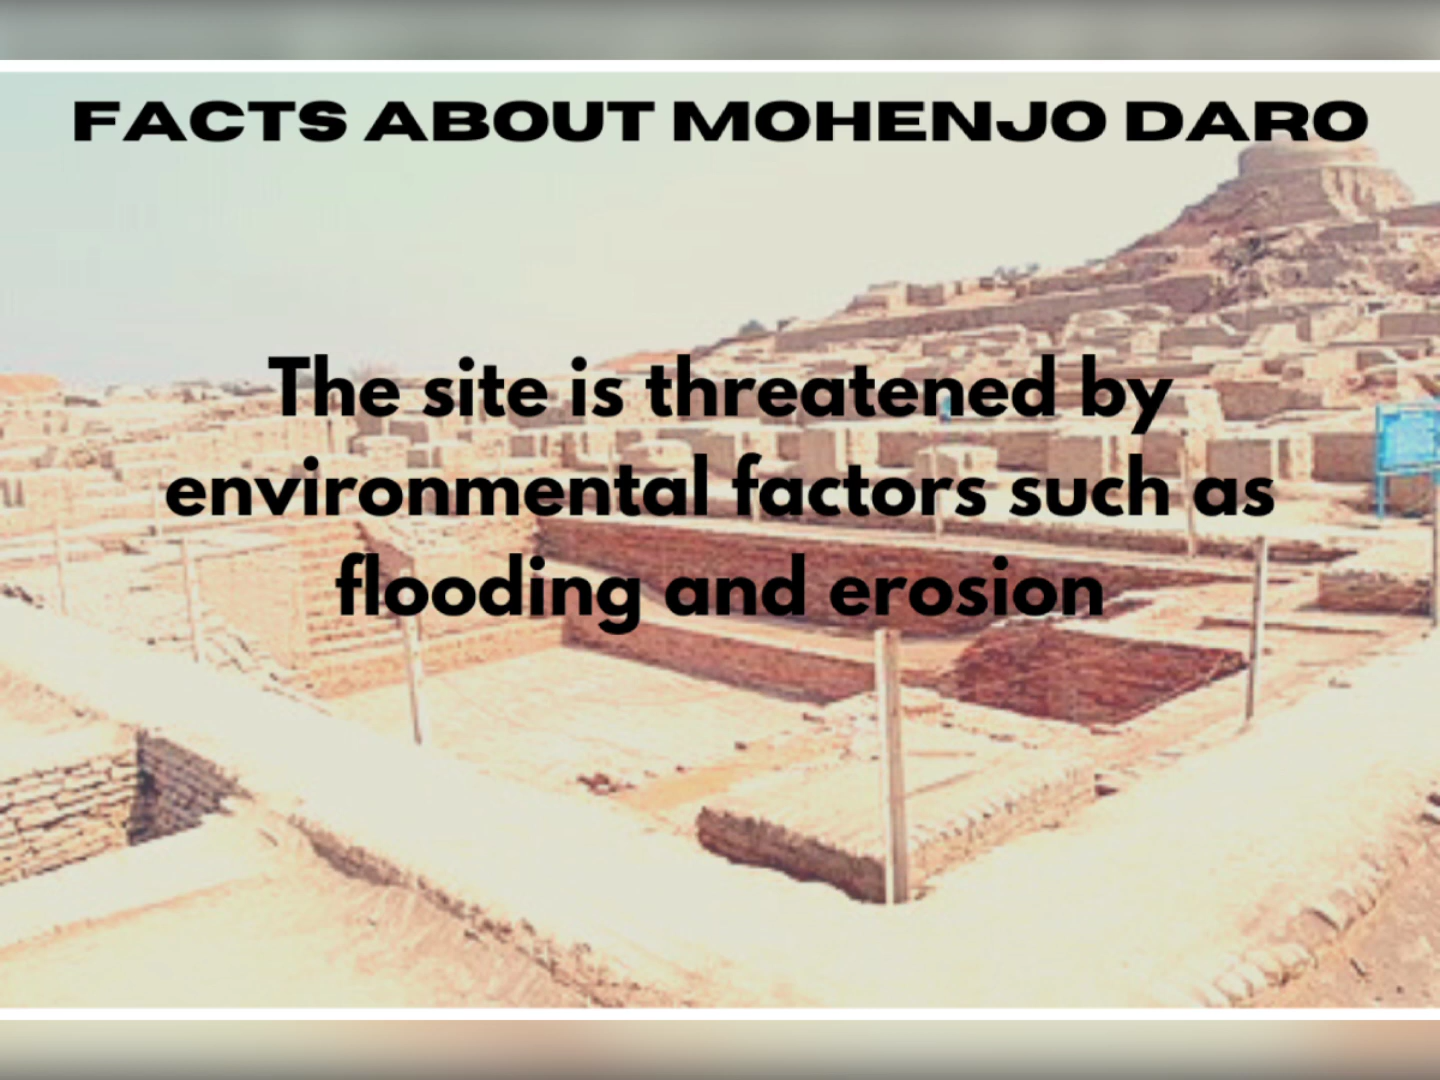 FACTS ABOUT MOHENJO DARO
The site is threatened by
environmental factors such as
flooding and erosion